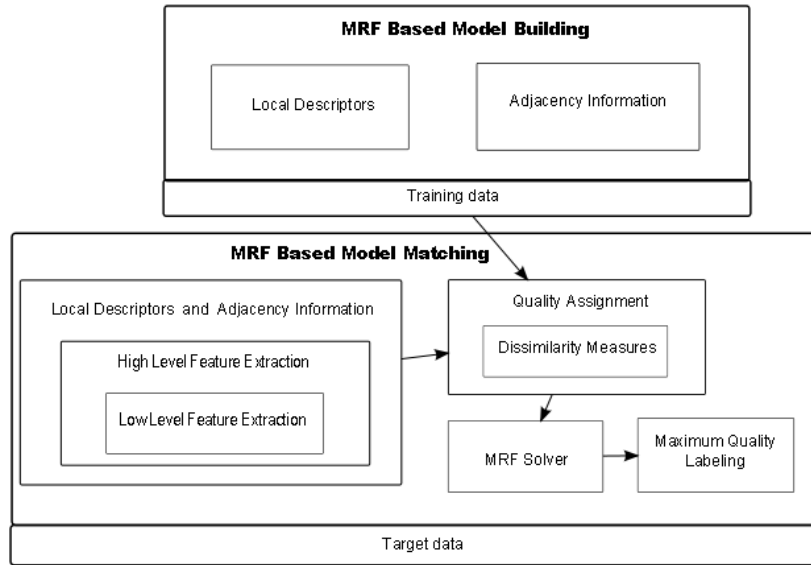 MRF Based Model Building
Local Descriptors
Adjacency Information
Training data
MRF Based Model Matching
Local Descriptors and Adjacency Information
High Level Feature Extraction
Low Level Feature Extraction
Quality Assignment
Dissimilarity Measures
MRF Solver
Maximum Quality
Labeling
Target data